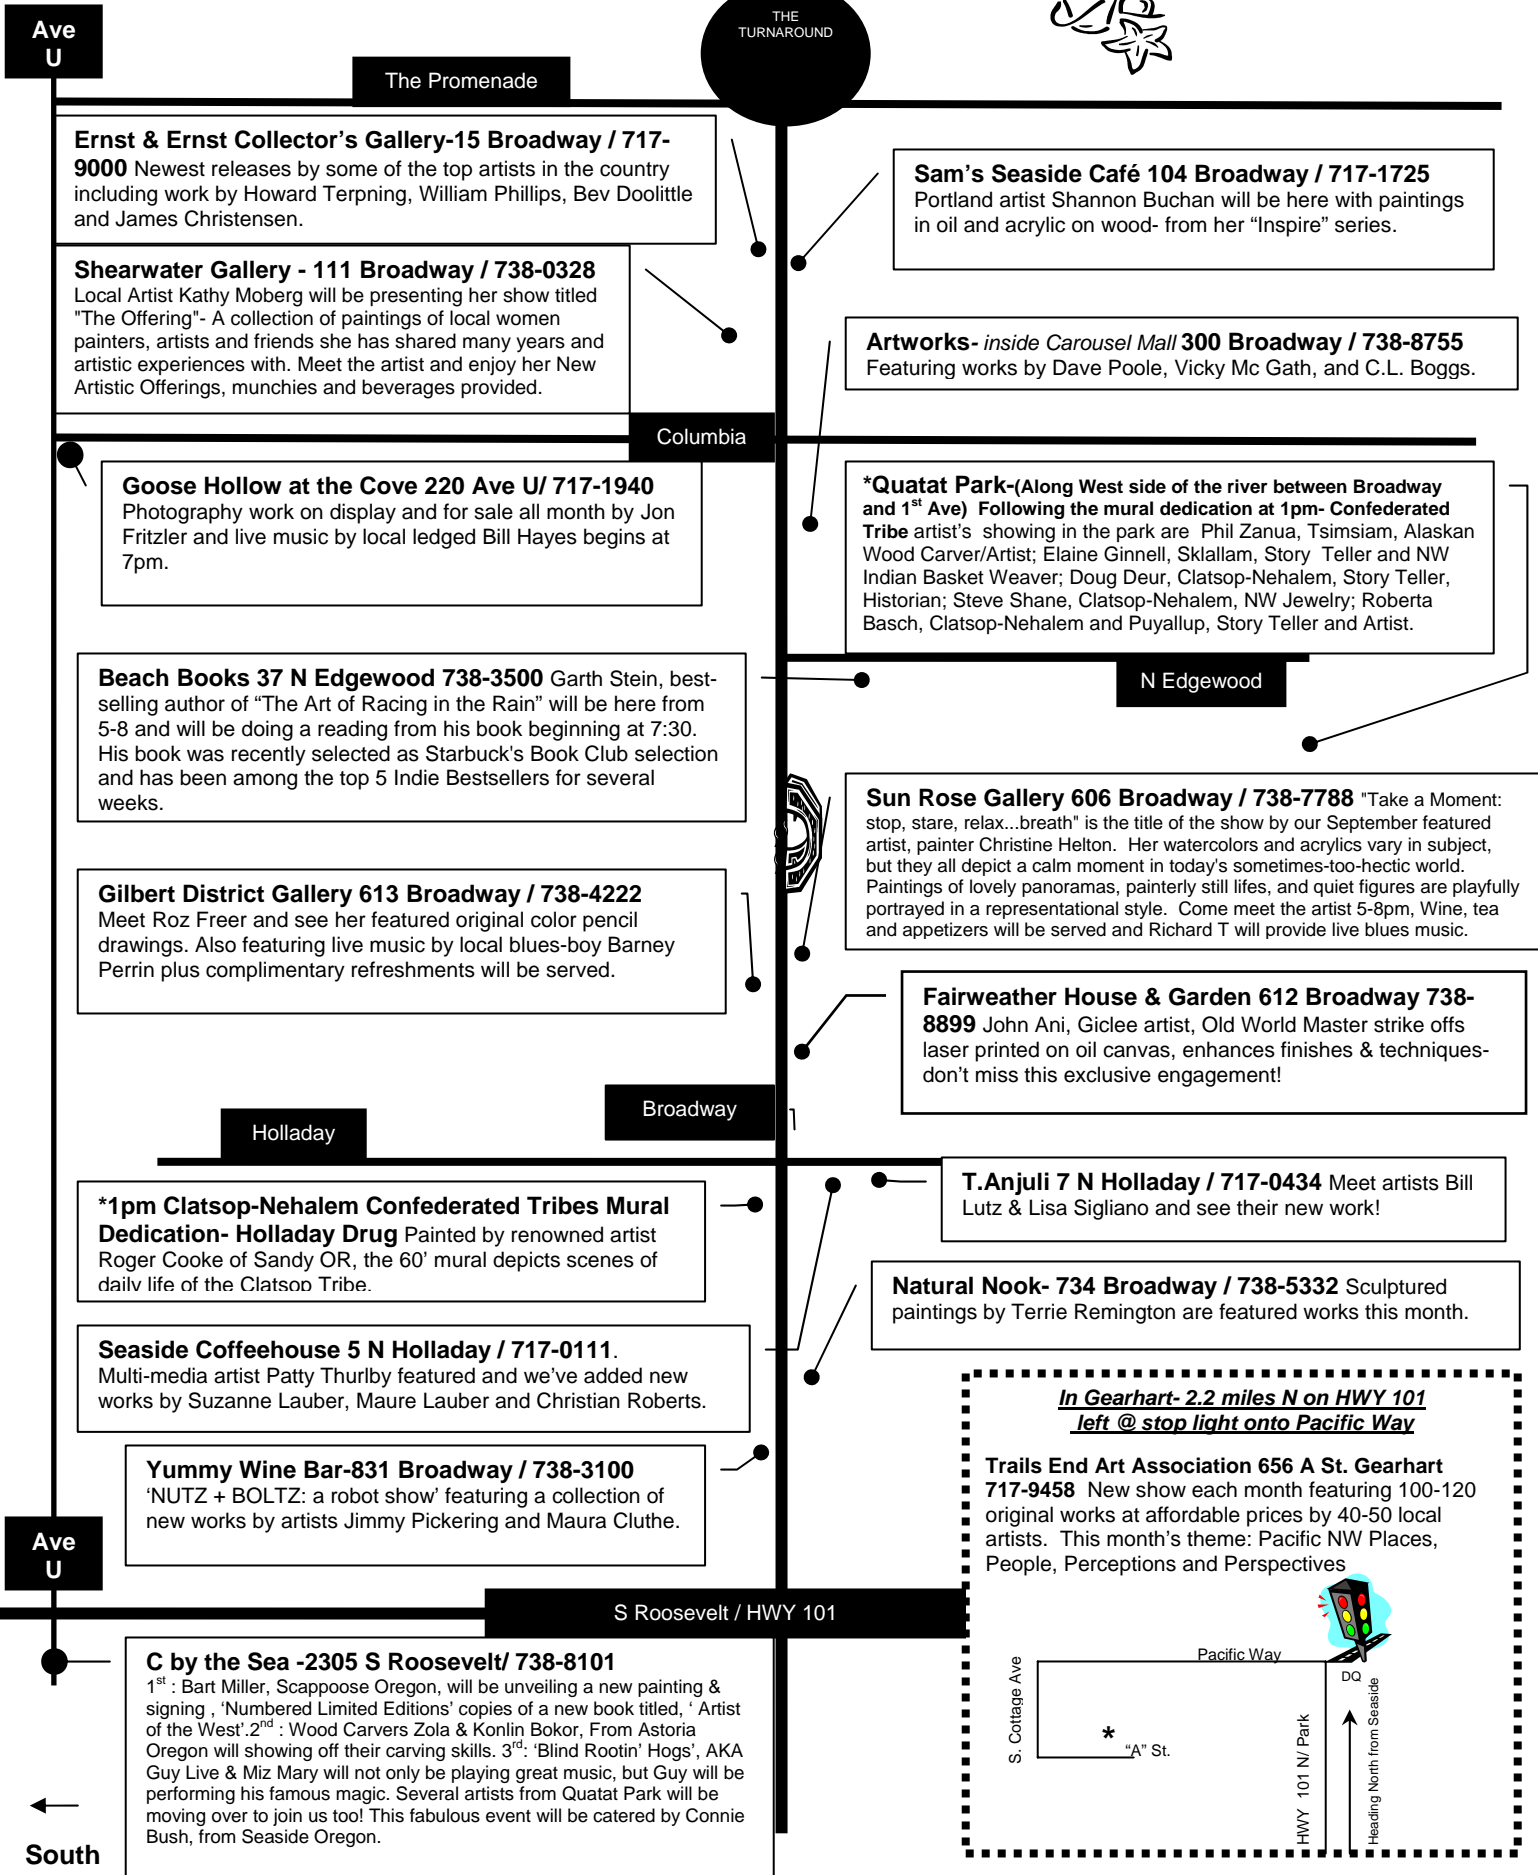 THE
TURNAROUND
Ave
U
The Promenade
Ernst & Ernst Collector’s Gallery-15 Broadway / 717-
9000 Newest releases by some of the top artists in the country
including work by Howard Terpning, William Phillips, Bev Doolittle
and James Christensen.
Sam’s Seaside Café 104 Broadway / 717-1725
Portland artist Shannon Buchan will be here with paintings
in oil and acrylic on wood- from her “Inspire” series.
Shearwater Gallery - 111 Broadway / 738-0328
Local Artist Kathy Moberg will be presenting her show titled
"The Offering"- A collection of paintings of local women
painters, artists and friends she has shared many years and
artistic experiences with. Meet the artist and enjoy her New
Artistic Offerings, munchies and beverages provided.
Artworks- inside Carousel Mall 300 Broadway / 738-8755
Featuring works by Dave Poole, Vicky Mc Gath, and C.L. Boggs.
Columbia
Goose Hollow at the Cove 220 Ave U/ 717-1940
Photography work on display and for sale all month by Jon
Fritzler and live music by local ledged Bill Hayes begins at
7pm.
*Quatat Park-(Along West side of the river between Broadway
and 1st Ave) Following the mural dedication at 1pm- Confederated
Tribe artist’s showing in the park are Phil Zanua, Tsimsiam, Alaskan
Wood Carver/Artist; Elaine Ginnell, Sklallam, Story Teller and NW
Indian Basket Weaver; Doug Deur, Clatsop-Nehalem, Story Teller,
Historian; Steve Shane, Clatsop-Nehalem, NW Jewelry; Roberta
Basch, Clatsop-Nehalem and Puyallup, Story Teller and Artist.
N Edgewood
Beach Books 37 N Edgewood 738-3500 Garth Stein, best-
selling author of “The Art of Racing in the Rain” will be here from
5-8 and will be doing a reading from his book beginning at 7:30.
His book was recently selected as Starbuck's Book Club selection
and has been among the top 5 Indie Bestsellers for several
weeks.
Sun Rose Gallery 606 Broadway / 738-7788 "Take a Moment:
stop, stare, relax...breath" is the title of the show by our September featured
artist, painter Christine Helton. Her watercolors and acrylics vary in subject,
but they all depict a calm moment in today's sometimes-too-hectic world.
Paintings of lovely panoramas, painterly still lifes, and quiet figures are playfully
portrayed in a representational style. Come meet the artist 5-8pm, Wine, tea
and appetizers will be served and Richard T will provide live blues music.
Gilbert District Gallery 613 Broadway / 738-4222
Meet Roz Freer and see her featured original color pencil
drawings. Also featuring live music by local blues-boy Barney
Perrin plus complimentary refreshments will be served.
Fairweather House & Garden 612 Broadway 738-
8899 John Ani, Giclee artist, Old World Master strike offs
laser printed on oil canvas, enhances finishes & techniques-
don’t miss this exclusive engagement!
Broadway
Holladay
*1pm Clatsop-Nehalem Confederated Tribes Mural
Dedication- Holladay Drug Painted by renowned artist
Roger Cooke of Sandy OR, the 60’ mural depicts scenes of
daily life of the Clatsop Tribe.
T.Anjuli 7 N Holladay / 717-0434 Meet artists Bill
Lutz & Lisa Sigliano and see their new work!
Natural Nook- 734 Broadway / 738-5332 Sculptured
paintings by Terrie Remington are featured works this month.
Seaside Coffeehouse 5 N Holladay / 717-0111.
Multi-media artist Patty Thurlby featured and we’ve added new
works by Suzanne Lauber, Maure Lauber and Christian Roberts.
Yummy Wine Bar-831 Broadway / 738-3100
‘NUTZ + BOLTZ: a robot show’ featuring a collection of
new works by artists Jimmy Pickering and Maura Cluthe.
In Gearhart- 2.2 miles N on HWY 101
left @ stop light onto Pacific Way
Trails End Art Association 656 A St. Gearhart
717-9458 New show each month featuring 100-120
original works at affordable prices by 40-50 local
artists. This month’s theme: Pacific NW Places,
People, Perceptions and Perspectives
Pacific Way
S. Cottage Ave
DQ
*
“A” St.
HWY 101 N/ Park
Heading North from Seaside
Ave
U
S Roosevelt / HWY 101
C by the Sea -2305 S Roosevelt/ 738-8101
1st : Bart Miller, Scappoose Oregon, will be unveiling a new painting &
signing , ‘Numbered Limited Editions’ copies of a new book titled, ‘ Artist
of the West’.2nd : Wood Carvers Zola & Konlin Bokor, From Astoria
Oregon will showing off their carving skills. 3rd: ‘Blind Rootin’ Hogs’, AKA
Guy Live & Miz Mary will not only be playing great music, but Guy will be
performing his famous magic. Several artists from Quatat Park will be
moving over to join us too! This fabulous event will be catered by Connie
Bush, from Seaside Oregon.
South